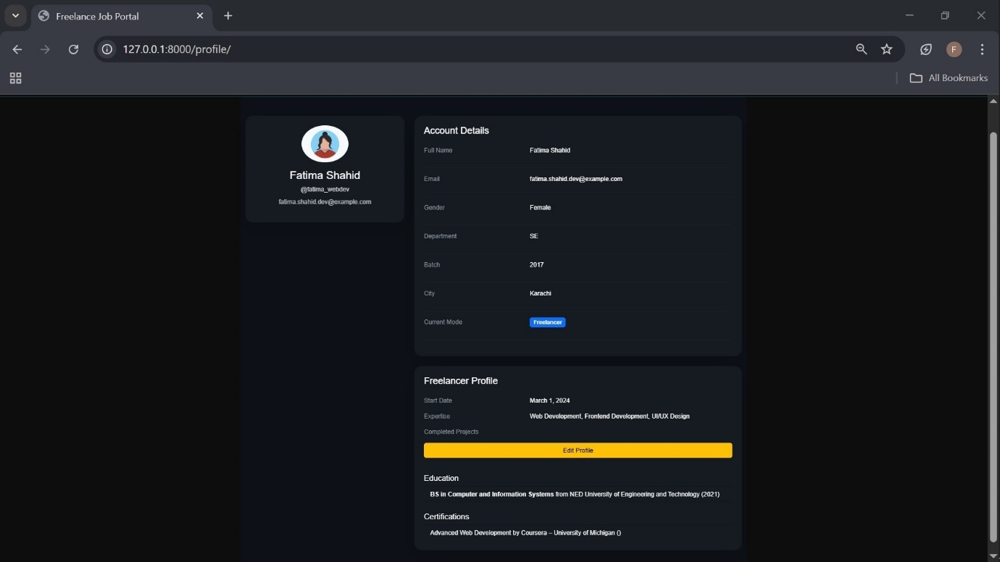 Freelance Job Portal
127.0.0.1:8000/profile/
F
All Bookmarks
Fatima Shahid
@fatima_webdev
fatima.shahid.dev@example.com
Account Details
Full Name Fatima Shahid
Email fatima.shahid.dev@example.com
Gender Female
Department SE
Batch 2017
City Karachi
Current Mode Freelancer
Freelancer Profile
Start Date March 1, 2024
Expertise Web Development, Frontend Development, UI/UX Design
Completed Projects
Edit Profile
Education
BS in Computer and Information Systems from NED University of Engineering and Technology (2021)
Certifications
Advanced Web Development by Coursera – University of Michigan ()